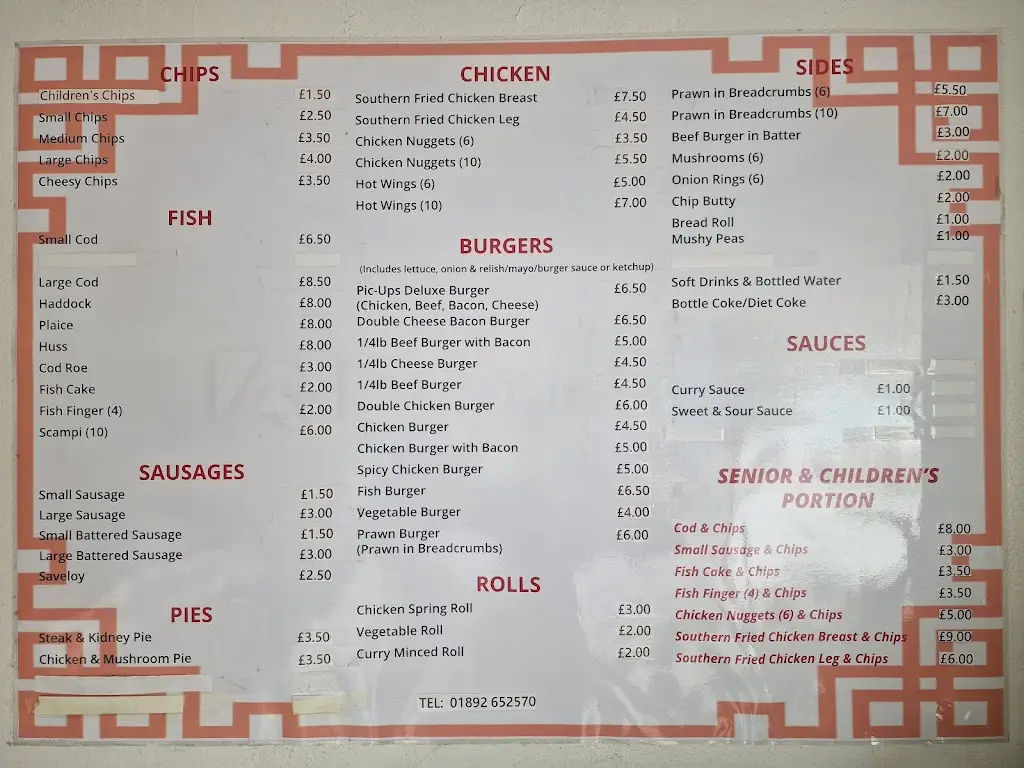 CHIPS
Children's Chips £1.50
Small Chips £2.50
Medium Chips £3.50
Large Chips £4.00
Cheesy Chips £3.50
FISH
Small Cod £6.50
Large Cod £8.50
Haddock £8.00
Plaice £8.00
Huss £8.00
Cod Roe £3.00
Fish Cake £2.00
Fish Finger (4) £2.00
Scampi (10) £6.00
SAUSAGES
Small Sausage £1.50
Large Sausage £3.00
Small Battered Sausage £1.50
Large Battered Sausage £3.00
Saveloy £2.50
PIES
Steak & Kidney Pie £3.50
Chicken & Mushroom Pie £3.50
CHICKEN
Southern Fried Chicken Breast £7.50
Southern Fried Chicken Leg £4.50
Chicken Nuggets (6) £3.50
Chicken Nuggets (10) £5.50
Hot Wings (6) £5.00
Hot Wings (10) £7.00
BURGERS
(Includes lettuce, onion & relish/mayo/burger sauce or ketchup)
Pic-Ups Deluxe Burger £6.50
(Chicken, Beef, Bacon, Cheese)
Double Cheese Bacon Burger £6.50
1/4lb Beef Burger with Bacon £5.00
1/4lb Cheese Burger £4.50
1/4lb Beef Burger £4.50
Double Chicken Burger £6.00
Chicken Burger £4.50
Chicken Burger with Bacon £5.00
Spicy Chicken Burger £5.00
Fish Burger £6.50
Vegetable Burger £4.00
Prawn Burger £6.00
(Prawn in Breadcrumbs)
ROLLS
Chicken Spring Roll £3.00
Vegetable Roll £2.00
Curry Minced Roll £2.00
TEL: 01892 652570
SIDES
Prawn in Breadcrumbs (6) £5.50
Prawn in Breadcrumbs (10) £7.00
Beef Burger in Batter £3.00
Mushrooms (6) £2.00
Onion Rings (6) £2.00
Chip Butty £2.00
Bread Roll £1.00
Mushy Peas £1.00
Soft Drinks & Bottled Water £1.50
Bottle Coke/Diet Coke £3.00
SAUCES
Curry Sauce £1.00
Sweet & Sour Sauce £1.00
SENIOR & CHILDREN'S
PORTION
Cod & Chips £8.00
Small Sausage & Chips £3.00
Fish Cake & Chips £3.50
Fish Finger (4) & Chips £3.50
Chicken Nuggets (6) & Chips £5.00
Southern Fried Chicken Breast & Chips £9.00
Southern Fried Chicken Leg & Chips £6.00